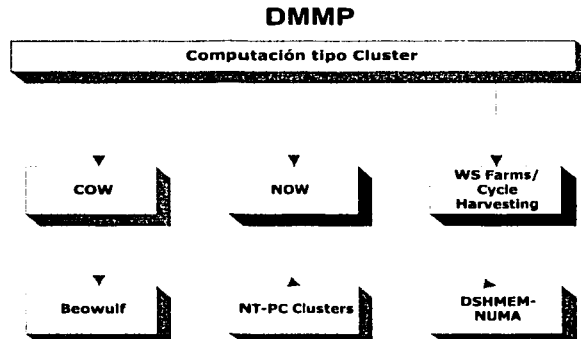 DMMP
Computación tipo Cluster
COW
NOW
WS Farms/
Cycle
Harvesting
Beowulf
NT-PC Clusters
DSHMEM-
NUMA